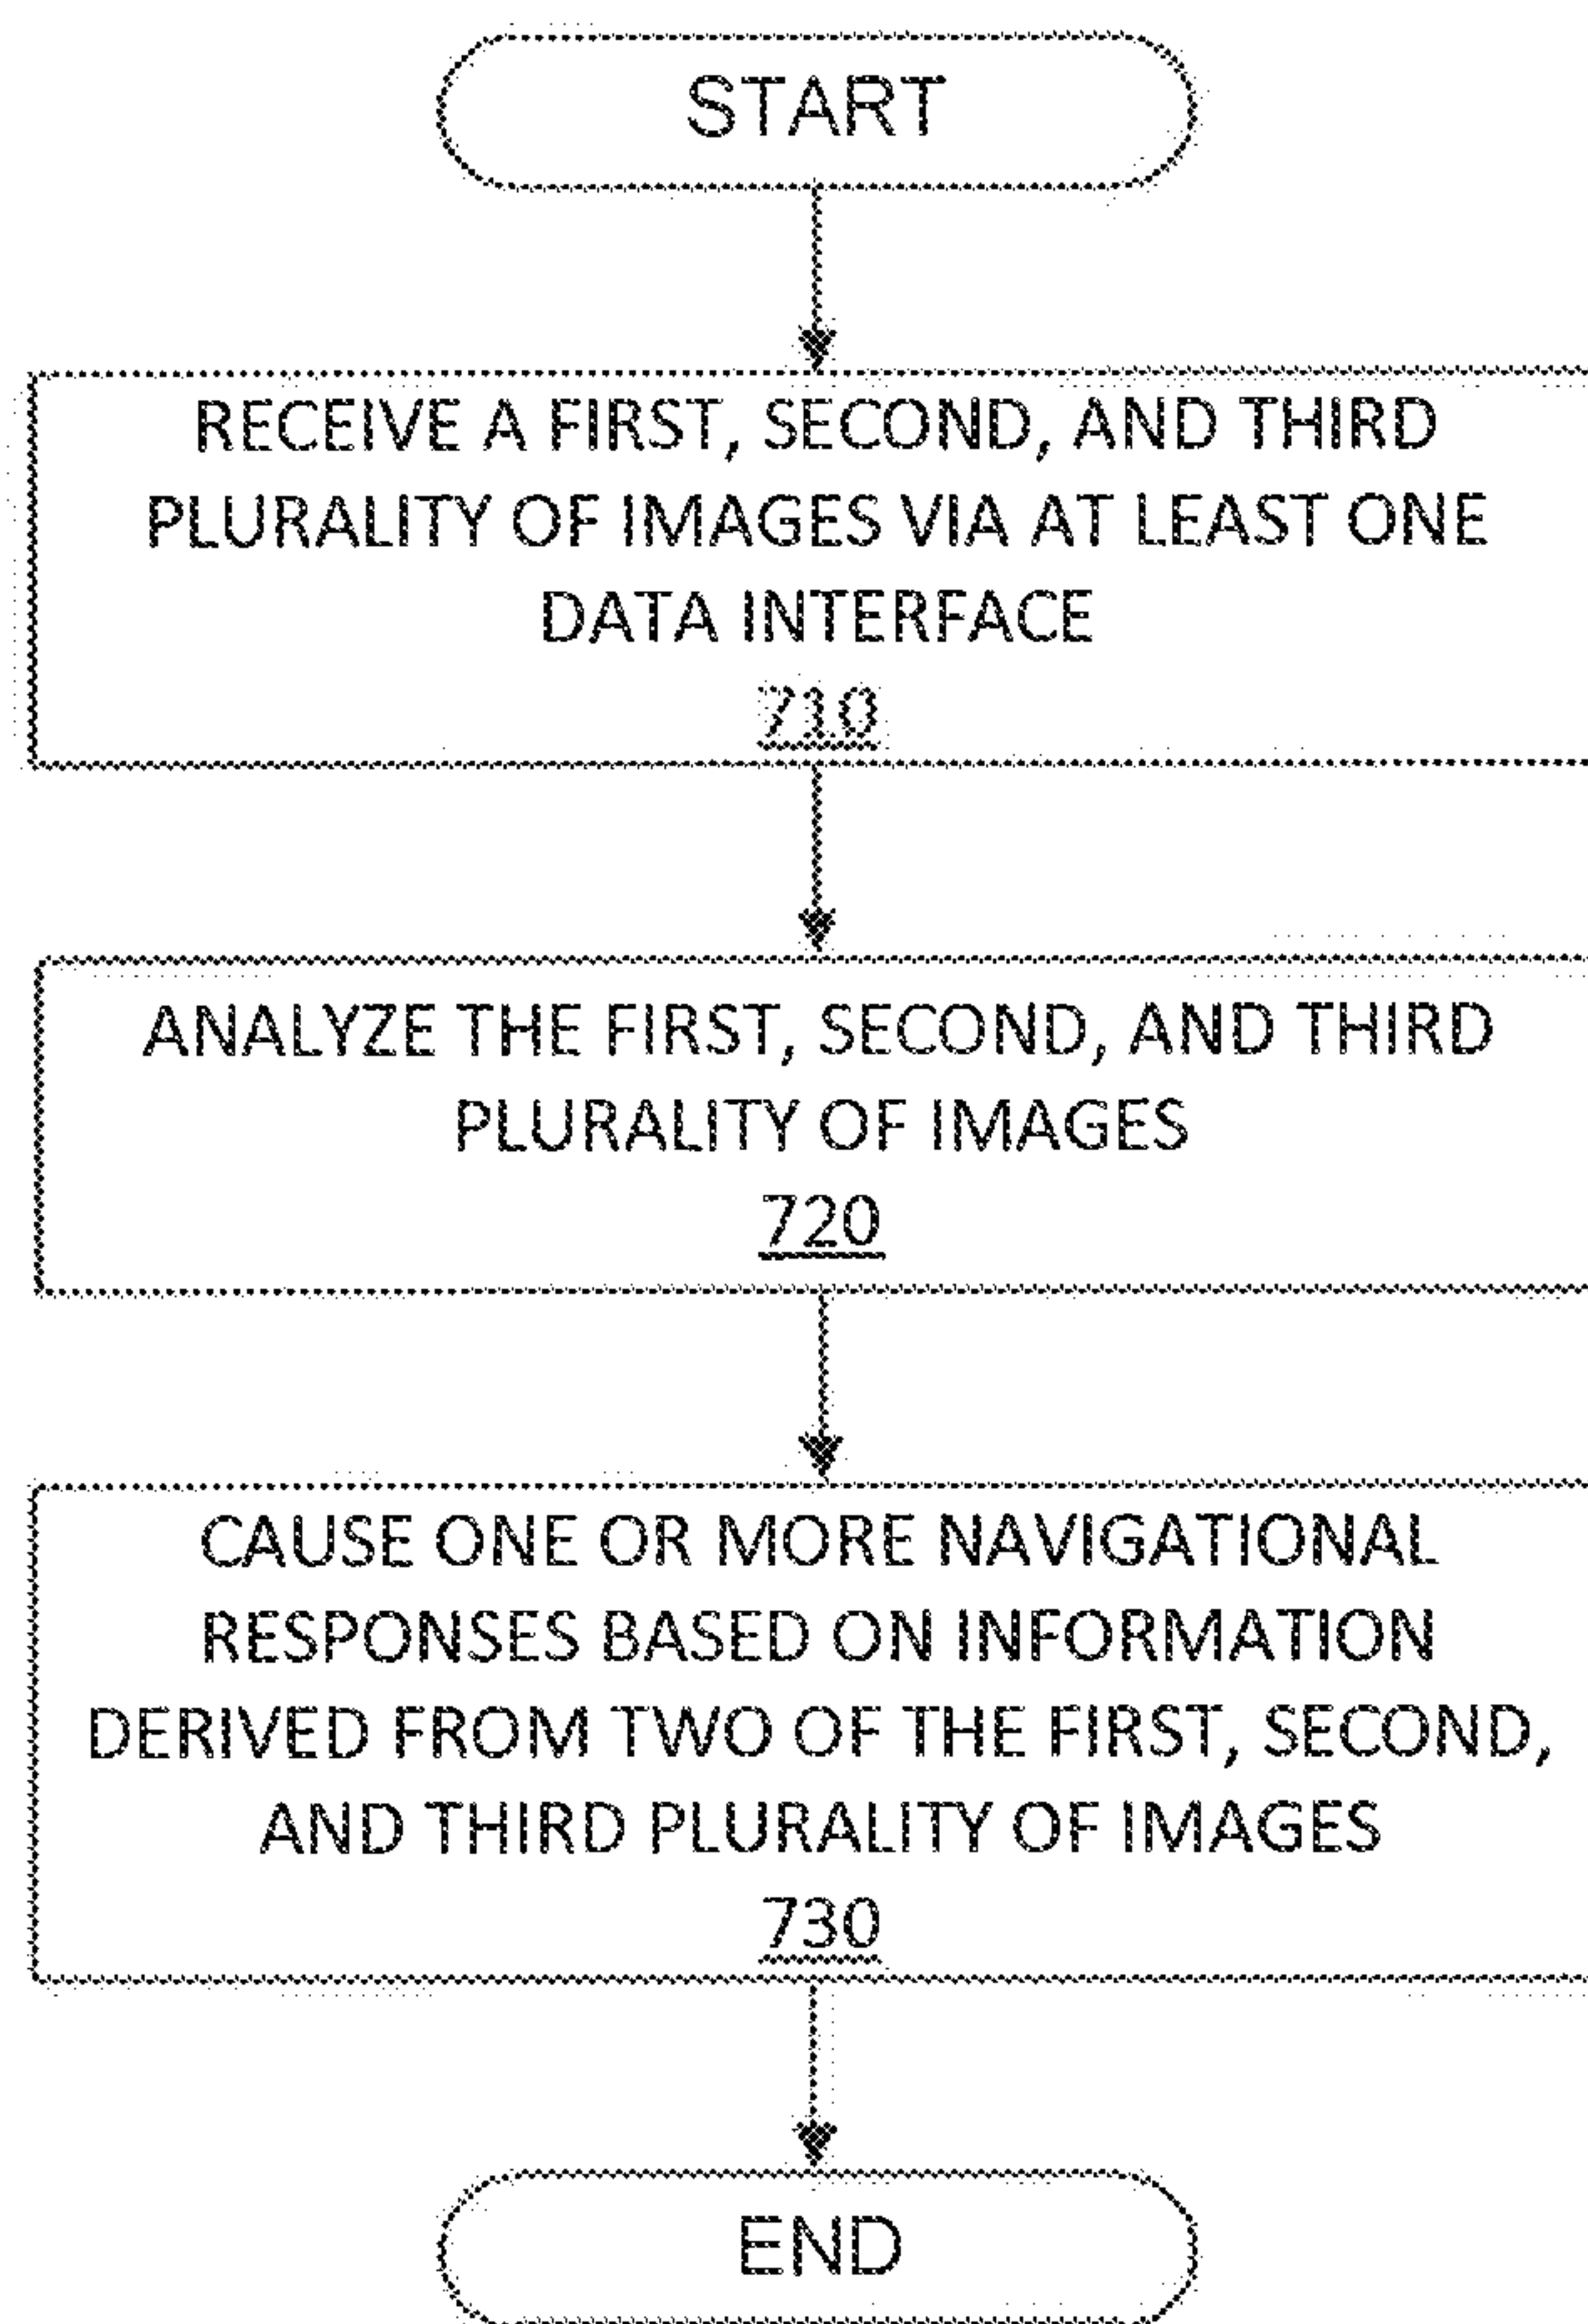 START
RECEIVE A FIRST, SECOND, AND THIRD
PLURALITY OF IMAGES VIA AT LEAST ONE
DATA INTERFACE
710
ANALYZE THE FIRST, SECOND, AND THIRD
PLURALITY OF IMAGES
720
CAUSE ONE OR MORE NAVIGATIONAL
RESPONSES BASED ON INFORMATION
DERIVED FROM TWO OF THE FIRST, SECOND,
AND THIRD PLURALITY OF IMAGES
730
END